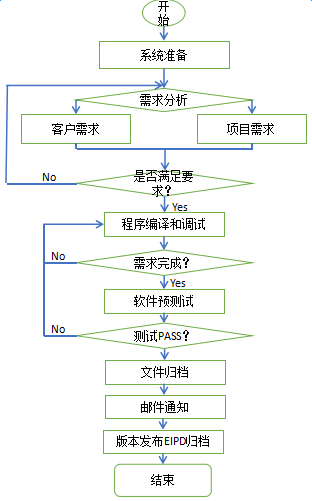 开
始
系统准备
需求分析
客户需求
项目需求
No
是否满足要
求？
Yes
程序编译和调试
No
需求完成？
Yes
软件预测试
No
测试PASS？
文件归档
邮件通知
版本发布EIPD归档
结束